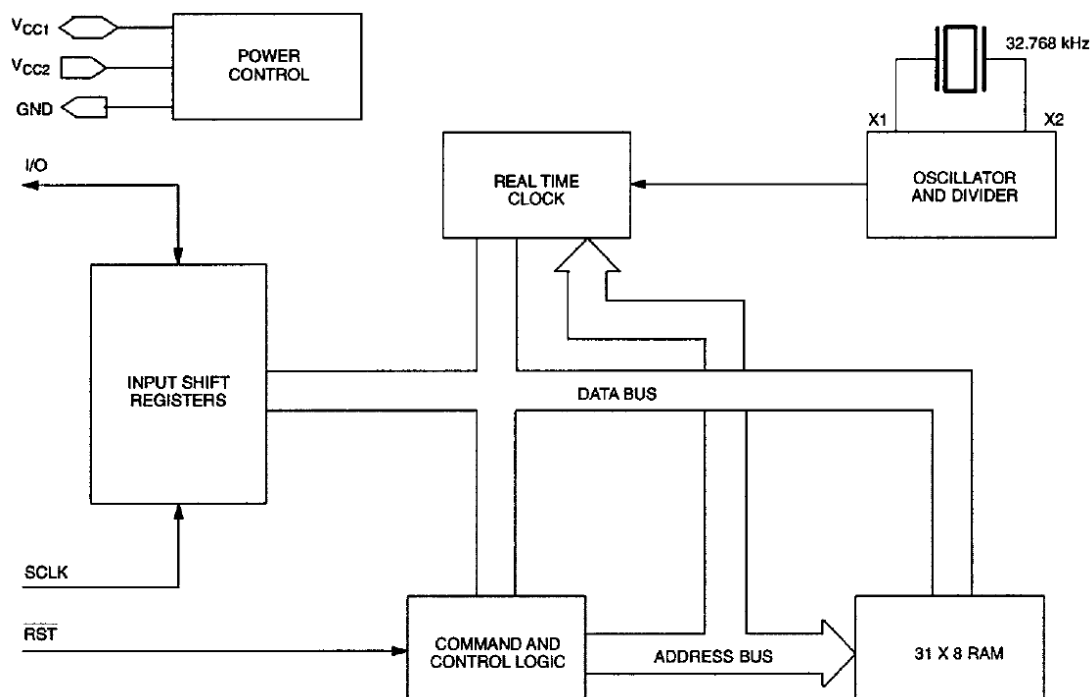 VCC1
VCC2
GND
POWER
CONTROL
32.768 kHz
X1
X2
I/O
REAL TIME
CLOCK
OSCILLATOR
AND DIVIDER
INPUT SHIFT
REGISTERS
DATA BUS
SCLK
RST
COMMAND AND
CONTROL LOGIC
ADDRESS BUS
31 X 8 RAM